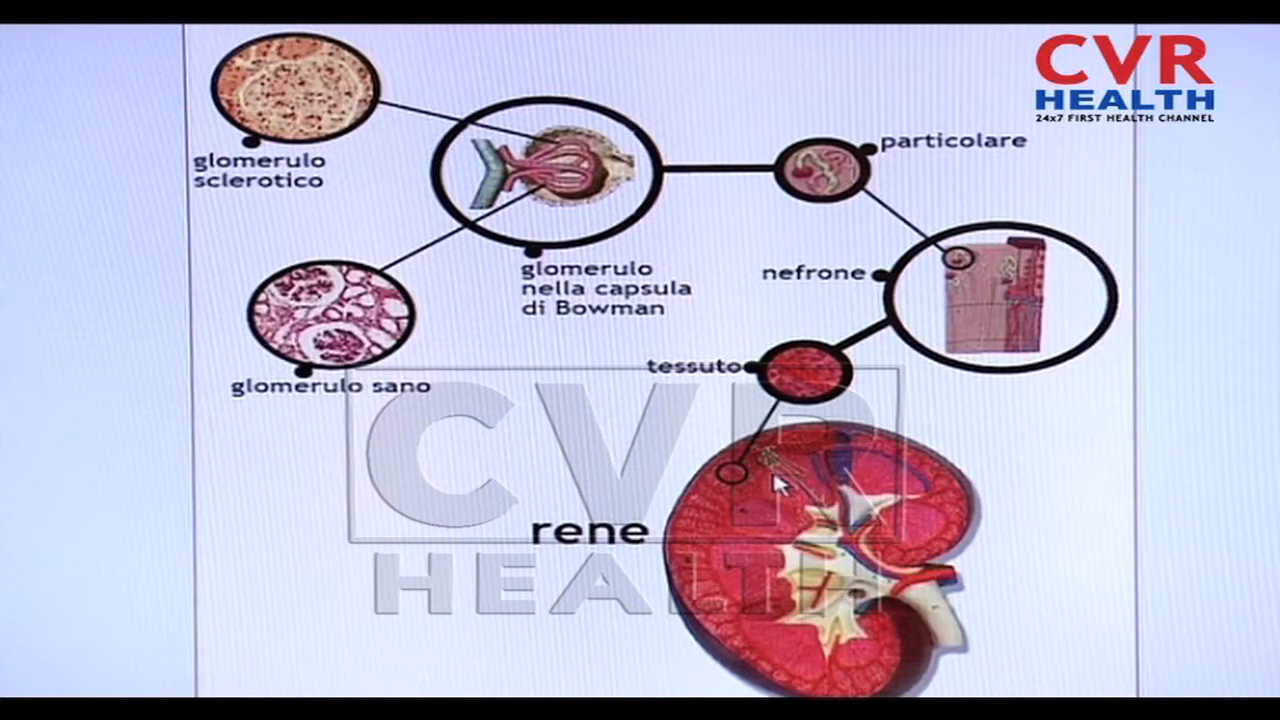 CVR
HEALTH
24x7 FIRST HEALTH CHANNEL
glomerulo
sclerotico
particolare
glomerulo
nella capsula
di Bowman
nefrone
tessuto
glomerulo sano
rene
CVR
HEALTH